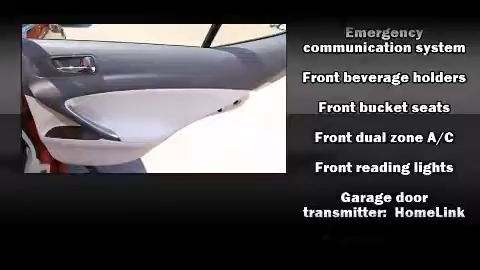 Emergency
communication system
Front beverage holders
Front bucket seats
Front dual zone A/C
Front reading lights
Garage door
transmitter: HomeLink